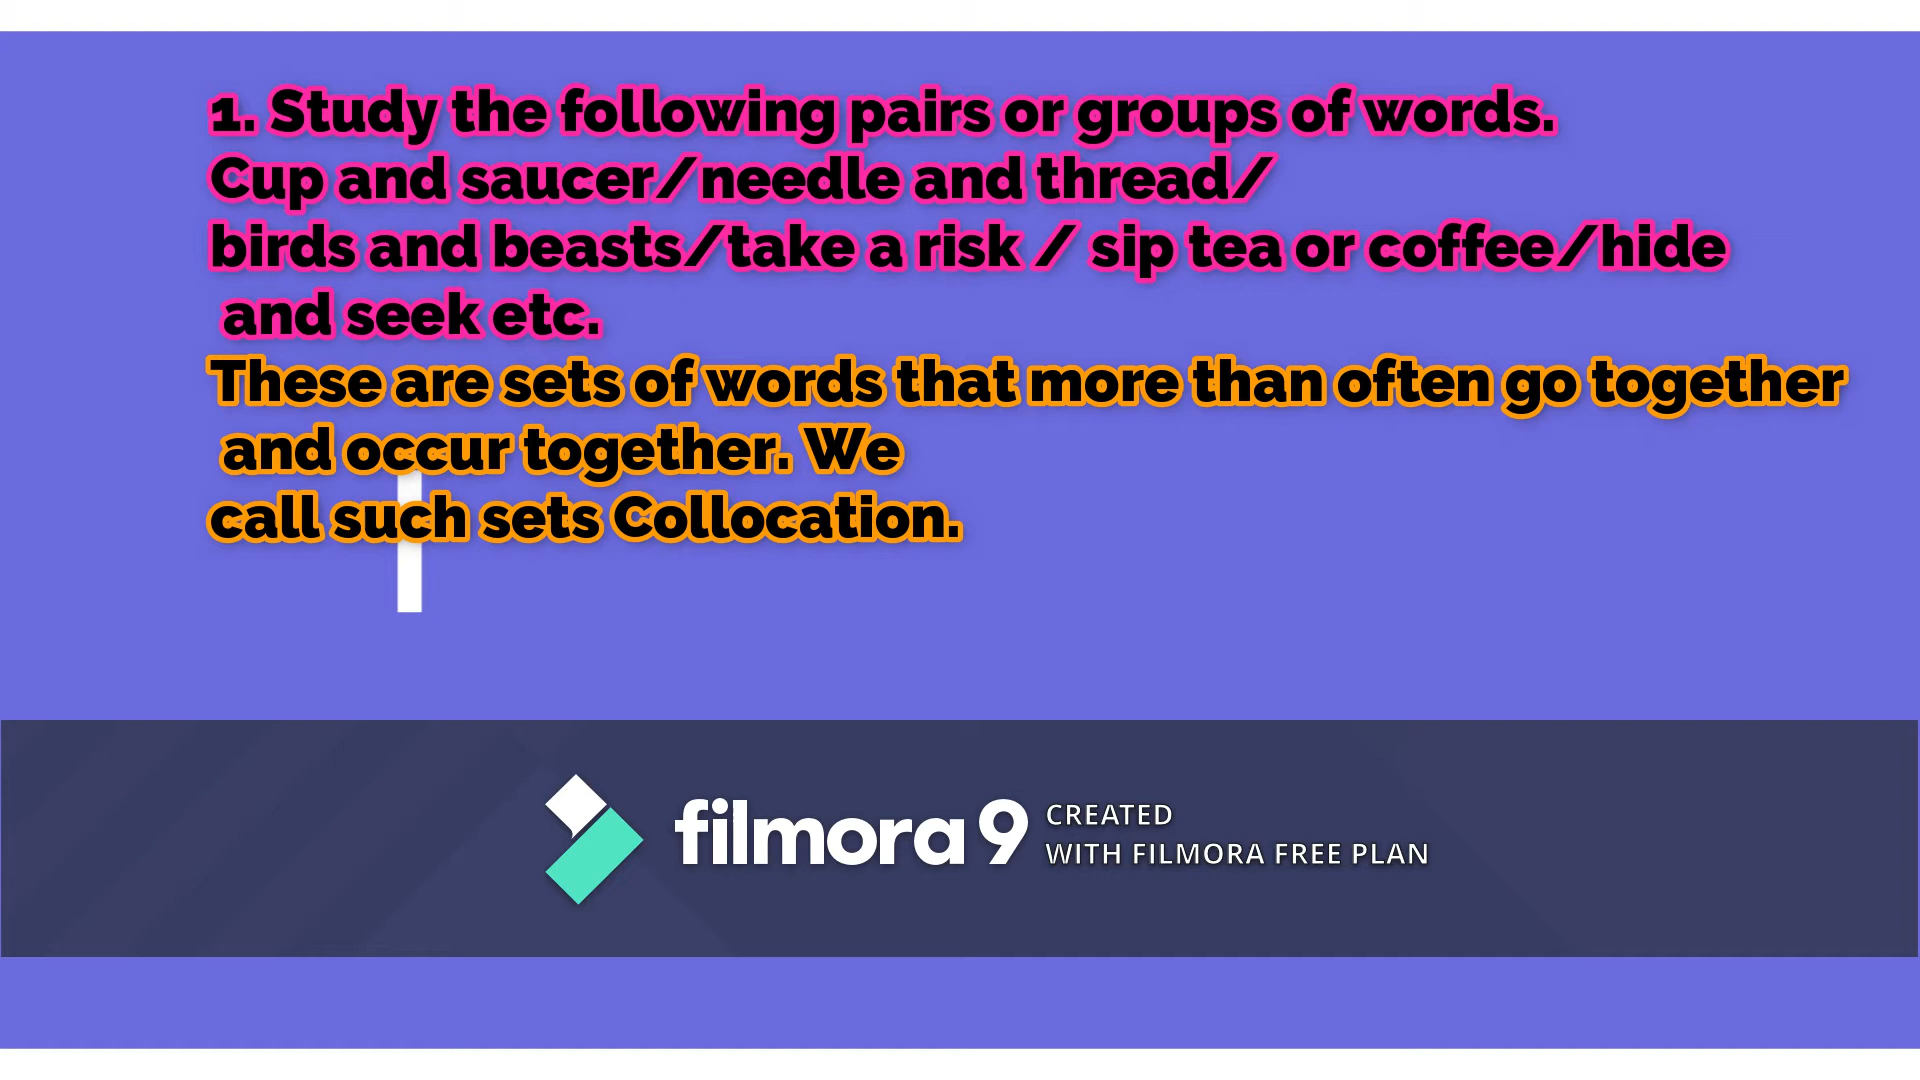 1. Study the following pairs or groups of words.
Cup and saucer/needle and thread/
birds and beasts/take a risk / sip tea or coffee/hide
and seek etc.
These are sets of words that more than often go together
and occur together. We
call such sets Collocation.
filmora 9
CREATED
WITH FILMORA FREE PLAN